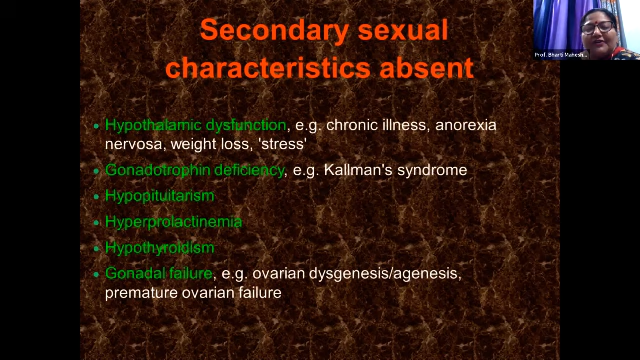 Secondary sexual
characteristics absent
Prof. Bharti Mahesh...
• Hypothalamic dysfunction, e.g. chronic illness, anorexia
nervosa, weight loss, 'stress'
• Gonadotrophin deficiency, e.g. Kallman's syndrome
• Hypopituitarism
• Hyperprolactinemia
• Hypothyroidism
• Gonadal failure, e.g. ovarian dysgenesis/agenesis,
premature ovarian failure